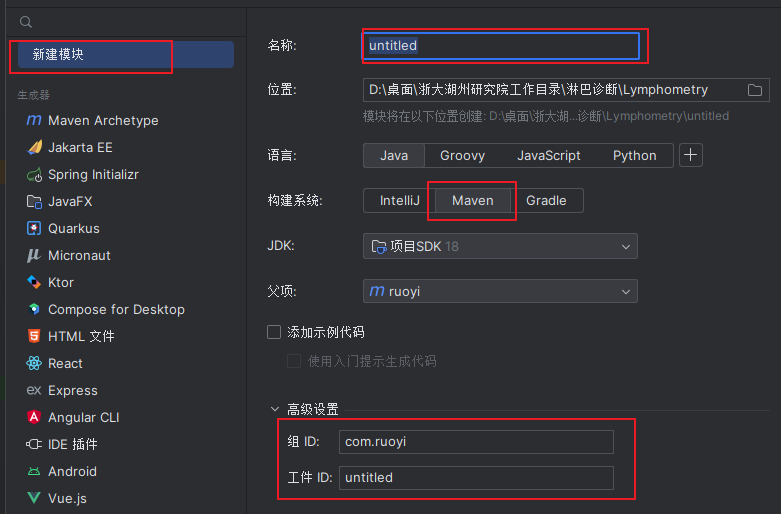 新建模块
生成器
Maven Archetype
Jakarta EE
Spring Initializr
JavaFX
Quarkus
Micronaut
Ktor
Compose for Desktop
HTML 文件
React
Express
Angular CLI
IDE 插件
Android
Vue.js
名称: untitled
位置: D:\桌面\浙大湖州研究院工作目录\淋巴诊断\Lymphometry
模块将在以下位置创建: D:\桌面\浙大湖...诊断\Lymphometry\untitled
语言: Java Groovy JavaScript Python
构建系统: IntelliJ Maven Gradle
JDK: 项目SDK 18
父项: m ruoyi
添加示例代码
使用入门提示生成代码
高级设置
组 ID: com.ruoyi
工件 ID: untitled